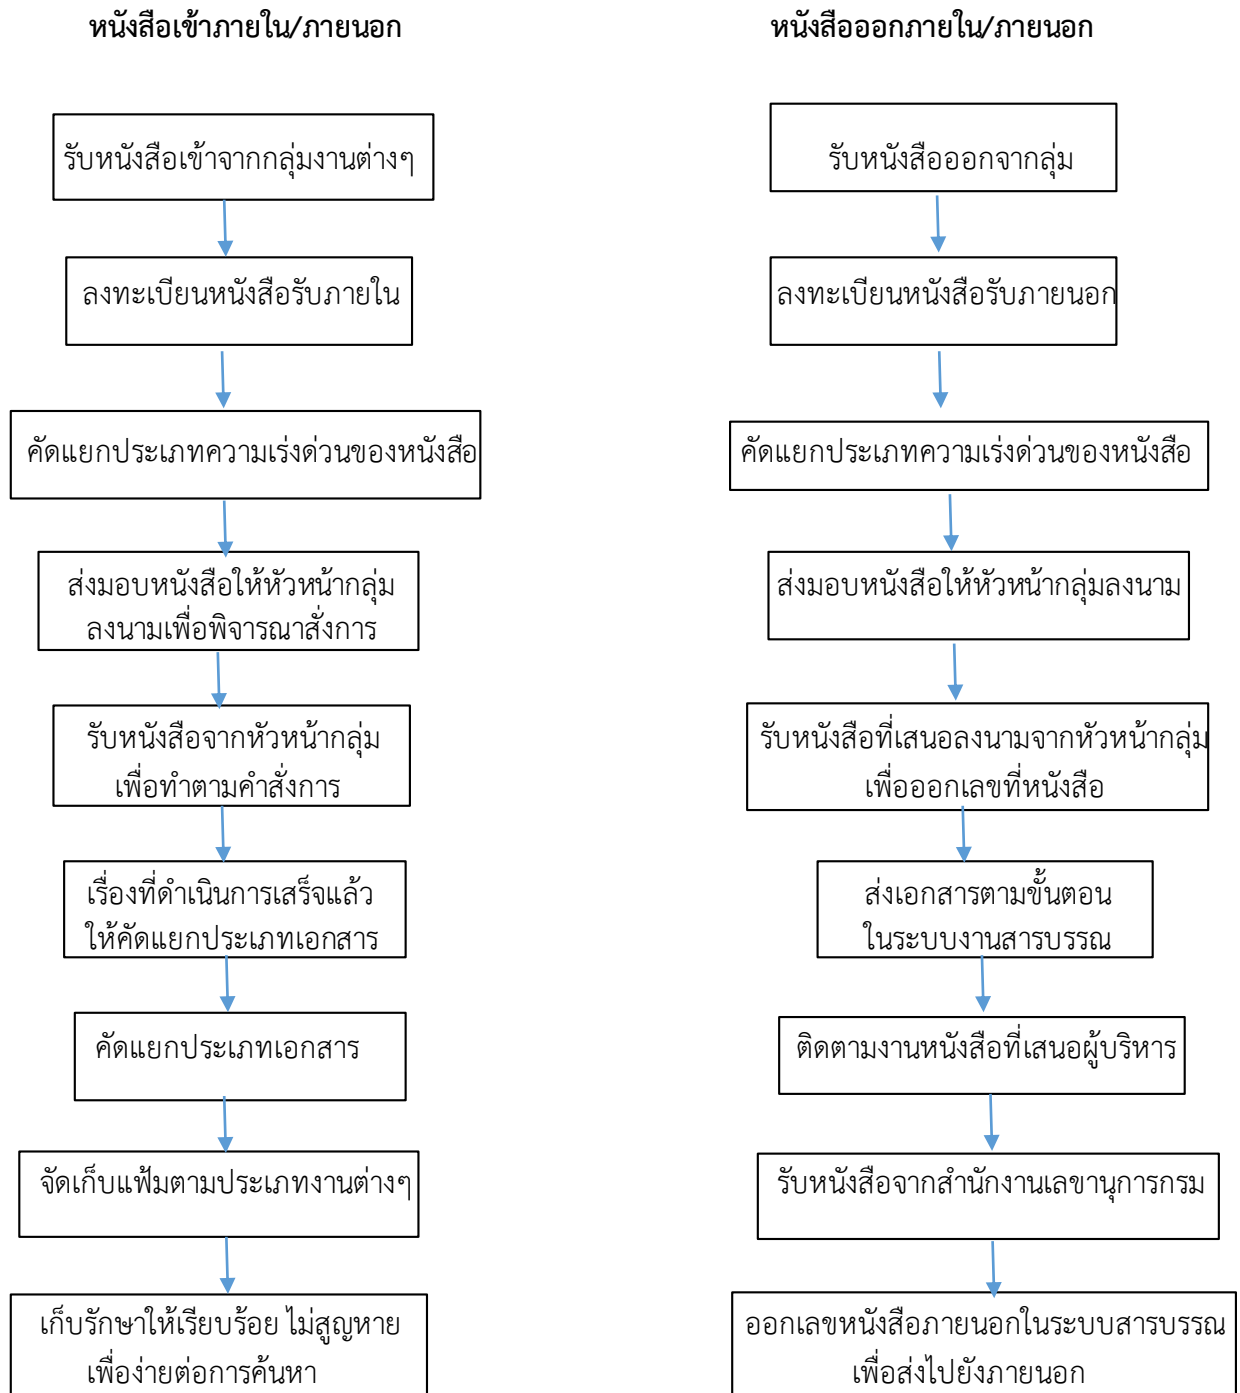 หนังสือเข้าภายใน/ภายนอก
รับหนังสือเข้าจากกลุ่มงานต่างๆ
ลงทะเบียนหนังสือรับภายใน
คัดแยกประเภทความเร่งด่วนของหนังสือ
ส่งมอบหนังสือให้หัวหน้ากลุ่ม
ลงนามเพื่อพิจารณาสั่งการ
รับหนังสือจากหัวหน้ากลุ่ม
เพื่อทำตามคำสั่งการ
เรื่องที่ดำเนินการเสร็จแล้ว
ให้คัดแยกประเภทเอกสาร
คัดแยกประเภทเอกสาร
จัดเก็บแฟ้มตามประเภทงานต่างๆ
เก็บรักษาให้เรียบร้อย ไม่สูญหาย
เพื่อง่ายต่อการค้นหา
หนังสือออกภายใน/ภายนอก
รับหนังสือออกจากลุ่ม
ลงทะเบียนหนังสือรับภายนอก
คัดแยกประเภทความเร่งด่วนของหนังสือ
ส่งมอบหนังสือให้หัวหน้ากลุ่มลงนาม
รับหนังสือที่เสนอลงนามจากหัวหน้ากลุ่ม
เพื่อออกเลขที่หนังสือ
ส่งเอกสารตามขั้นตอน
ในระบบงานสารบรรณ
ติดตามงานหนังสือที่เสนอผู้บริหาร
รับหนังสือจากสำนักงานเลขานุการกรม
ออกเลขหนังสือภายนอกในระบบสารบรรณ
เพื่อส่งไปยังภายนอก